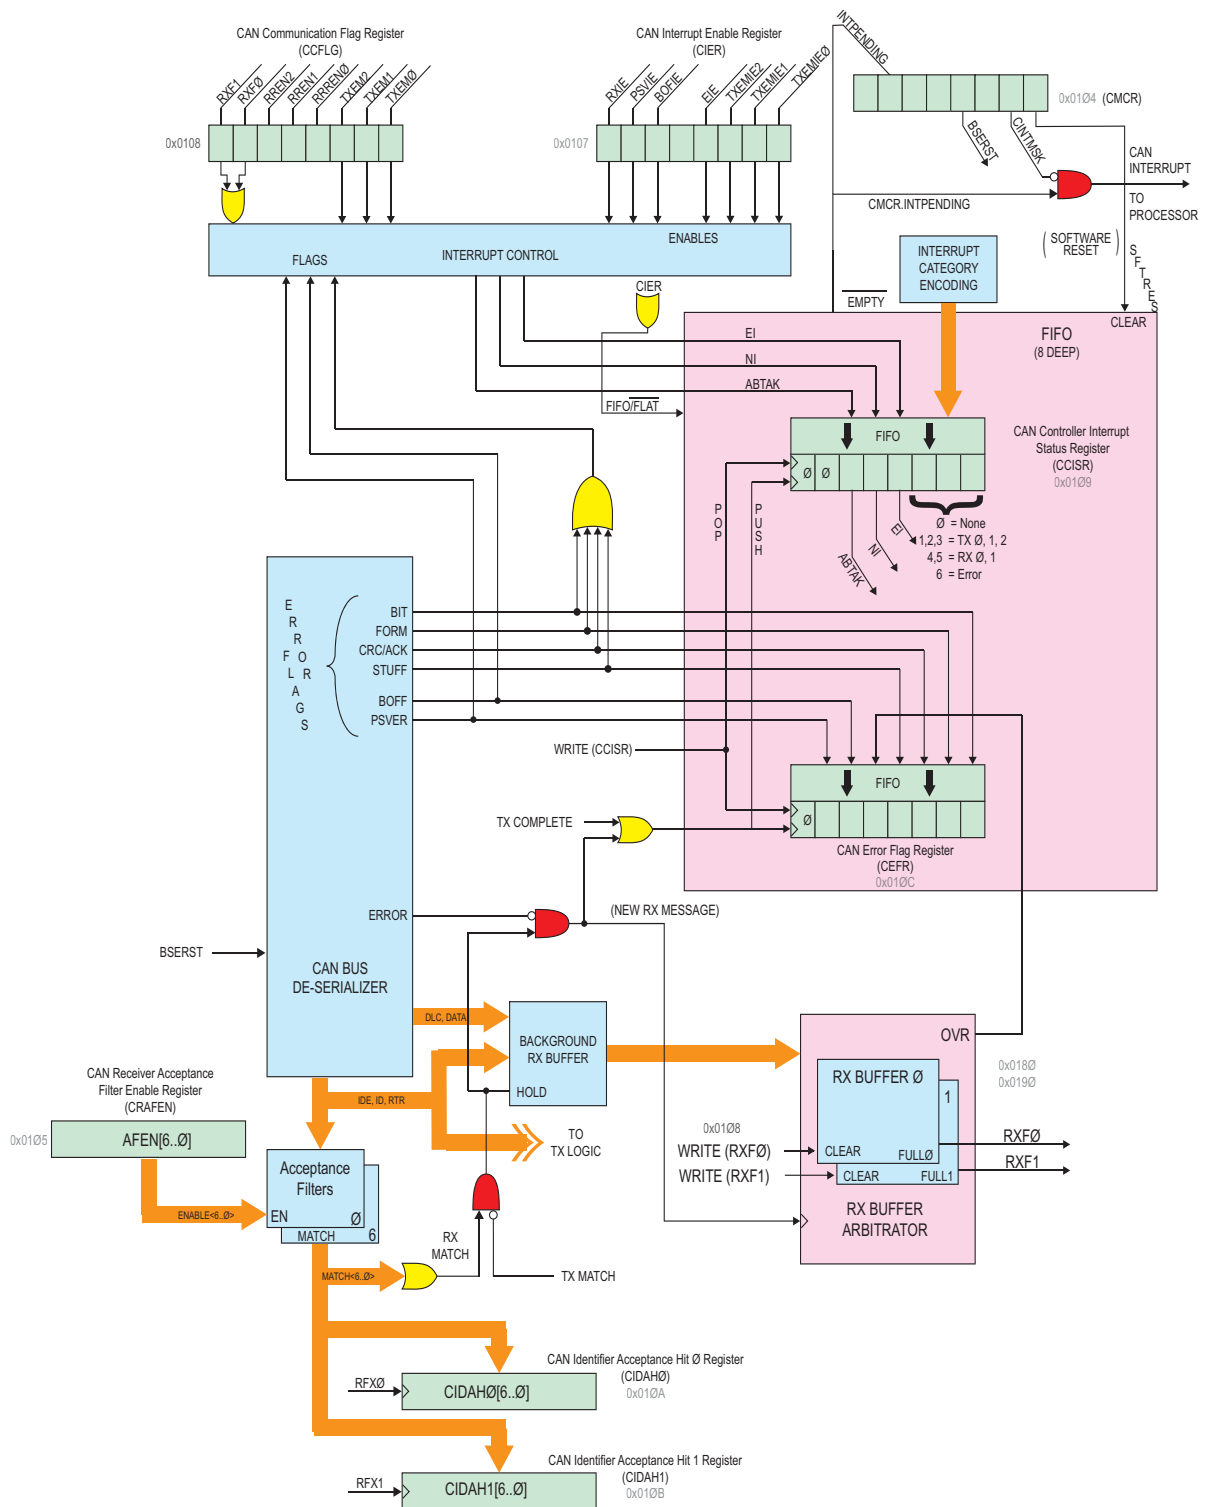 CAN Communication Flag Register
(CCFLG)
RXF1
RXFØ
RREN2
RREN1
RRRENØ
TXEM2
TXEM1
TXEMØ
0x0108
CAN Interrupt Enable Register
(CIER)
RXIE
PSVIE
BOFIE
EIE
TXEMIE2
TXEMIE1
TXEMIEØ
0x0107
INTPENDING
0x01Ø4 (CMCR)
BSERST
CINTMSK
CAN
INTERRUPT
TO
PROCESSOR
CMCR.INTPENDING
(SOFTWARE
RESET)
SFTRES
FLAGS
INTERRUPT CONTROL
ENABLES
INTERRUPT
CATEGORY
ENCODING
CIER
EMPTY
CLEAR
FIFO
(8 DEEP)
EI
NI
ABTAK
FIFO/FLAT
FIFO
Ø Ø
CAN Controller Interrupt
Status Register
(CCISR)
0x01Ø9
POP
PUSH
ABTAK
NI
EI
Ø = None
1,2,3 = TX Ø, 1, 2
4,5 = RX Ø, 1
6 = Error
ERROR
FLAGS
BIT
FORM
CRC/ACK
STUFF
BOFF
PSVER
WRITE (CCISR)
FIFO
Ø
CAN Error Flag Register
(CEFR)
0x01ØC
TX COMPLETE
ERROR
(NEW RX MESSAGE)
BSERST
CAN BUS
DE-SERIALIZER
DLC, DATA
BACKGROUND
RX BUFFER
HOLD
IDE, ID, RTR
TO
TX LOGIC
OVR
0x018Ø
0x019Ø
RX BUFFER Ø
1
0x01Ø8
WRITE (RXFØ)
CLEAR
FULLØ
RXFØ
WRITE (RXF1)
CLEAR
FULL1
RXF1
RX BUFFER
ARBITRATOR
CAN Receiver Acceptance
Filter Enable Register
(CRAFEN)
0x01Ø5
AFEN[6..Ø]
Acceptance
Filters
EN
Ø
MATCH
6
ENABLE<6..Ø>
RX
MATCH
MATCH<6..Ø>
TX MATCH
CAN Identifier Acceptance Hit Ø Register
(CIDAHØ)
0x01ØA
RFXØ
CIDAHØ[6..Ø]
CAN Identifier Acceptance Hit 1 Register
(CIDAH1)
0x01ØB
RFX1
CIDAH1[6..Ø]